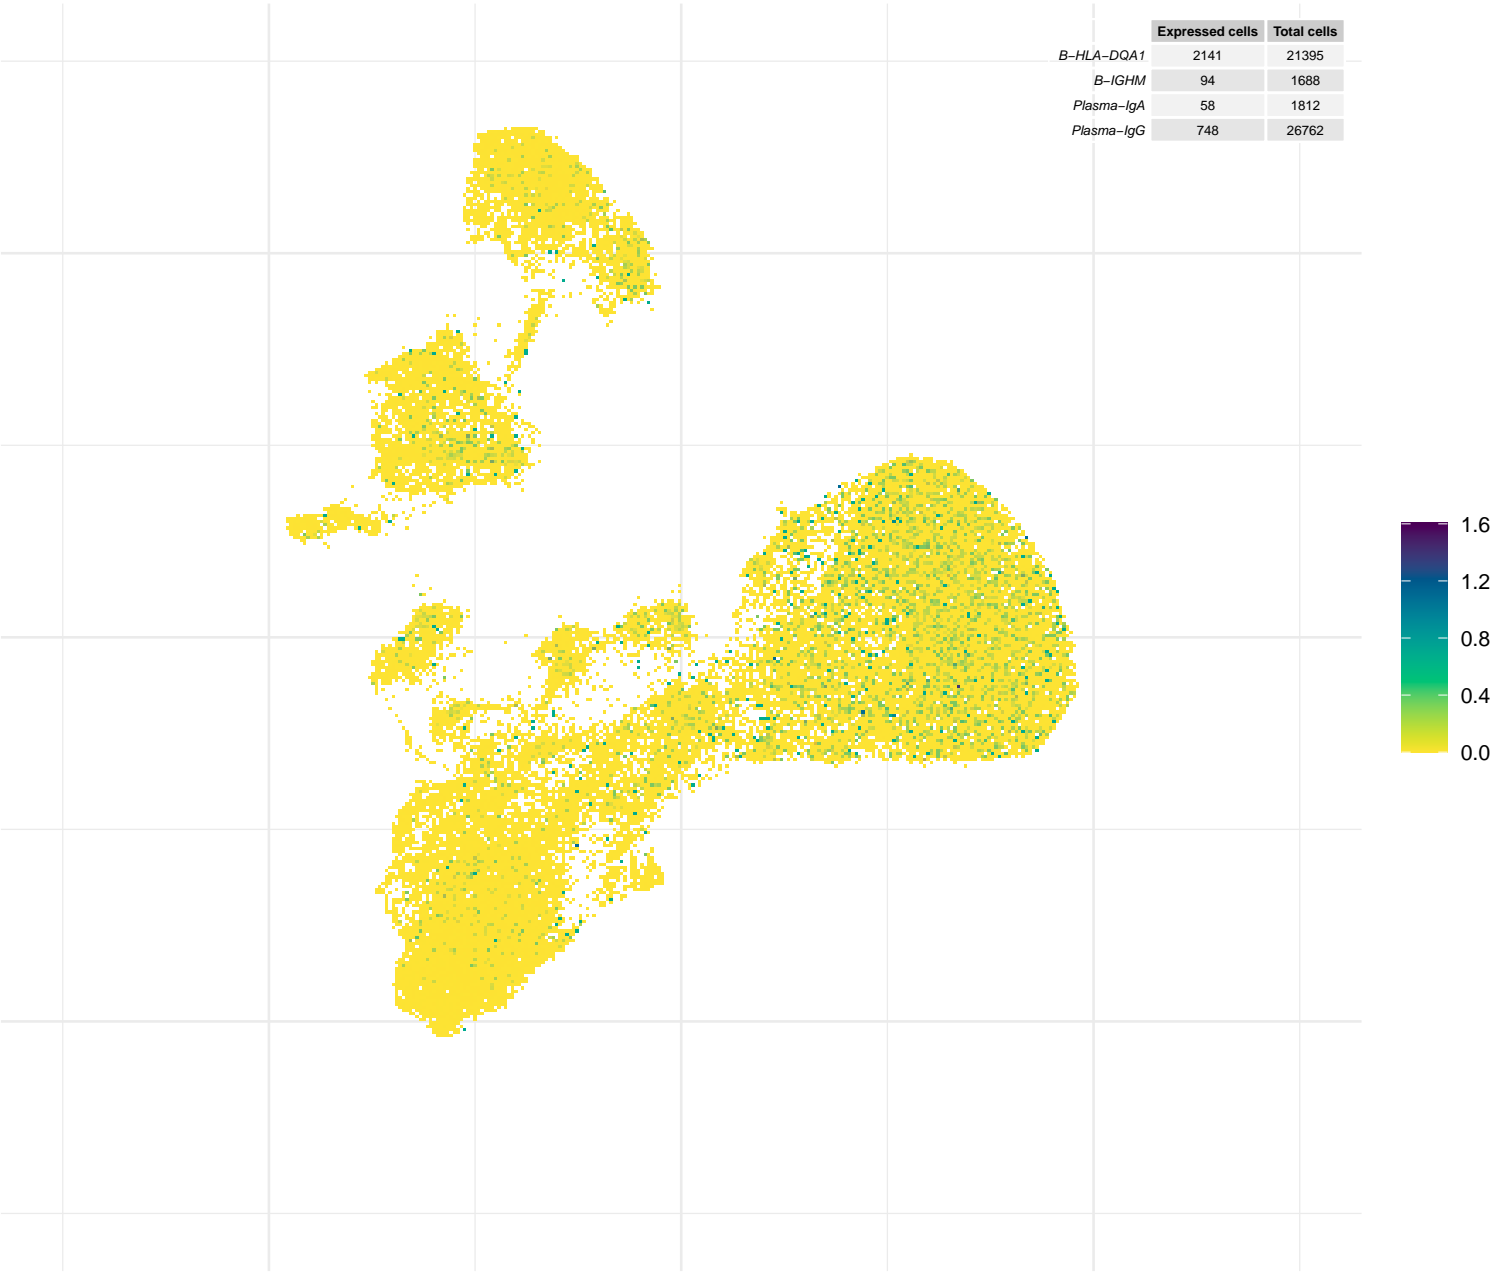 Expressed cells Total cells
B−HLA−DQA1 2141 21395
B−IGHM 94 1688
Plasma−IgA 58 1812
Plasma−IgG 748 26762
1.6
1.2
0.8
0.4
0.0